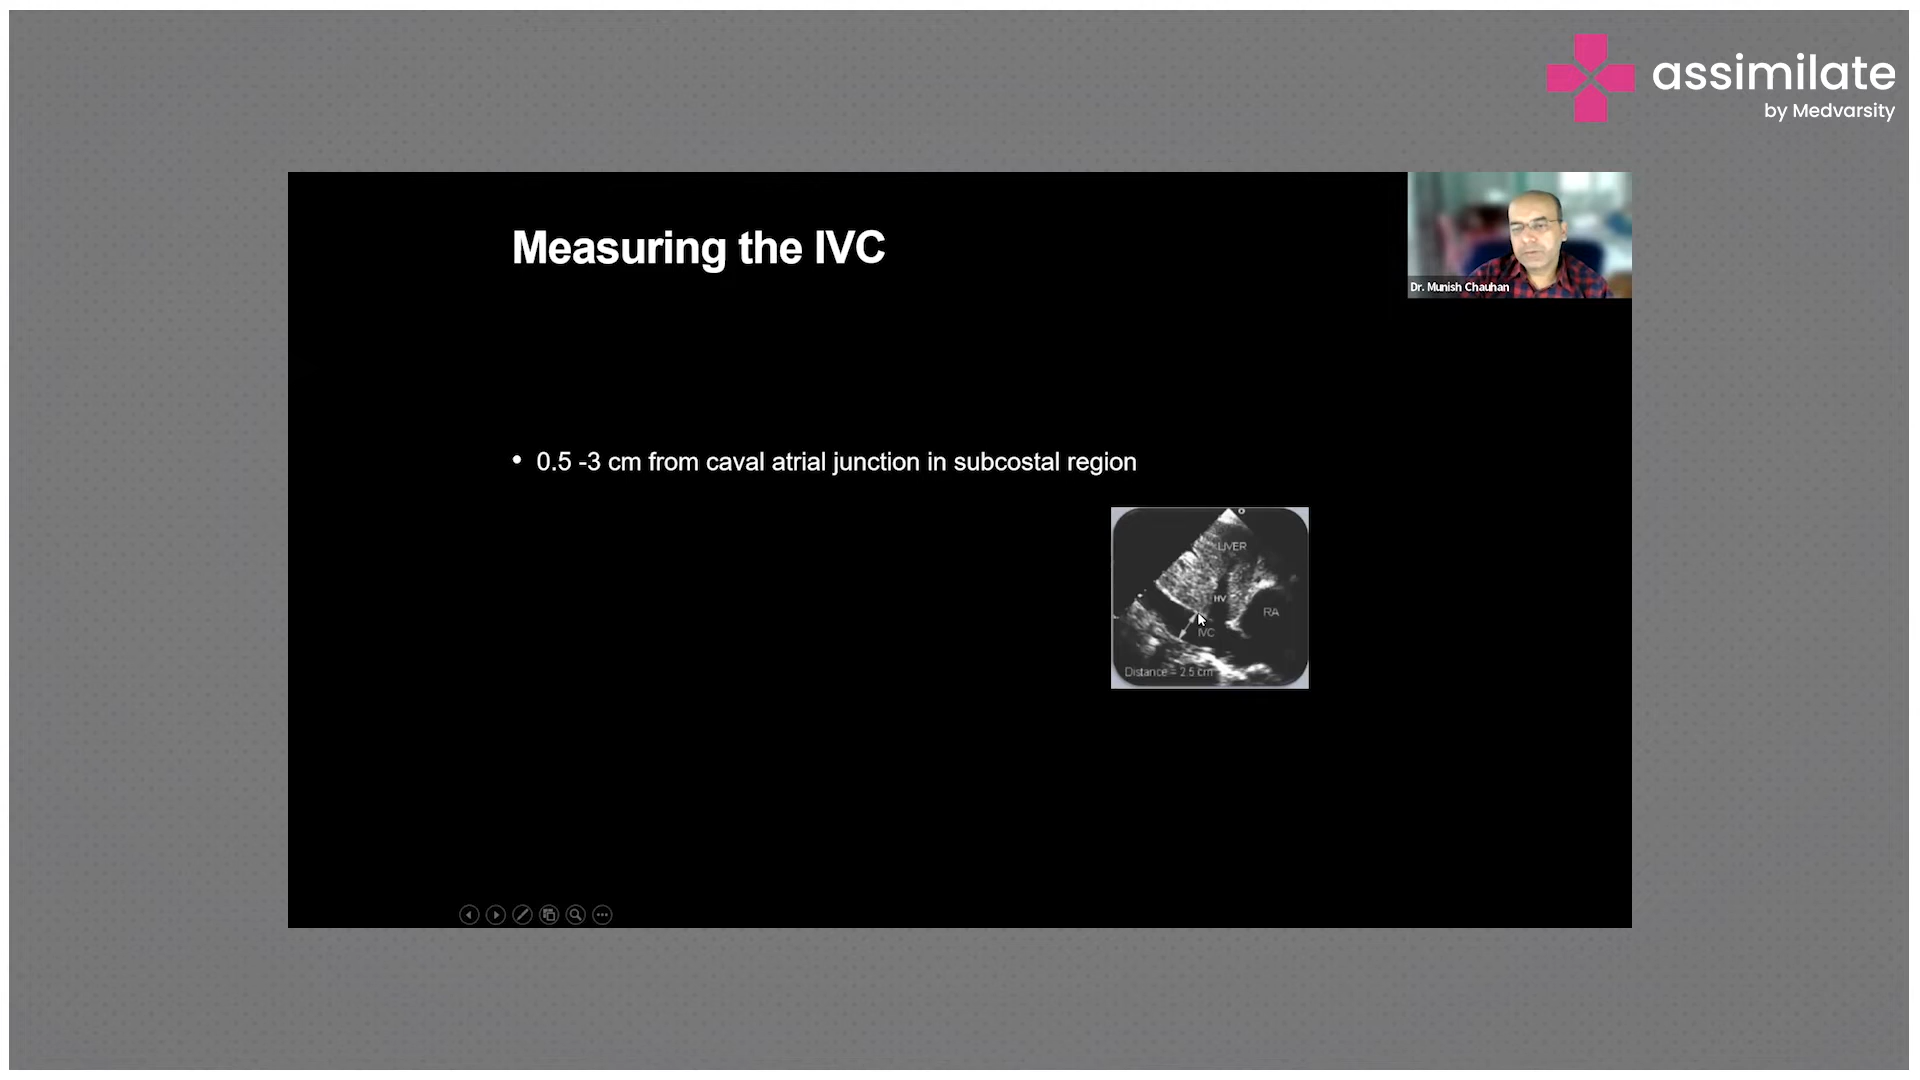 assimilate
by Medvarsity
Measuring the IVC
Dr. Munish Chauhan
• 0.5 -3 cm from caval atrial junction in subcostal region
LIVER
HV
RA
IVC
Distance = 2.5 cm